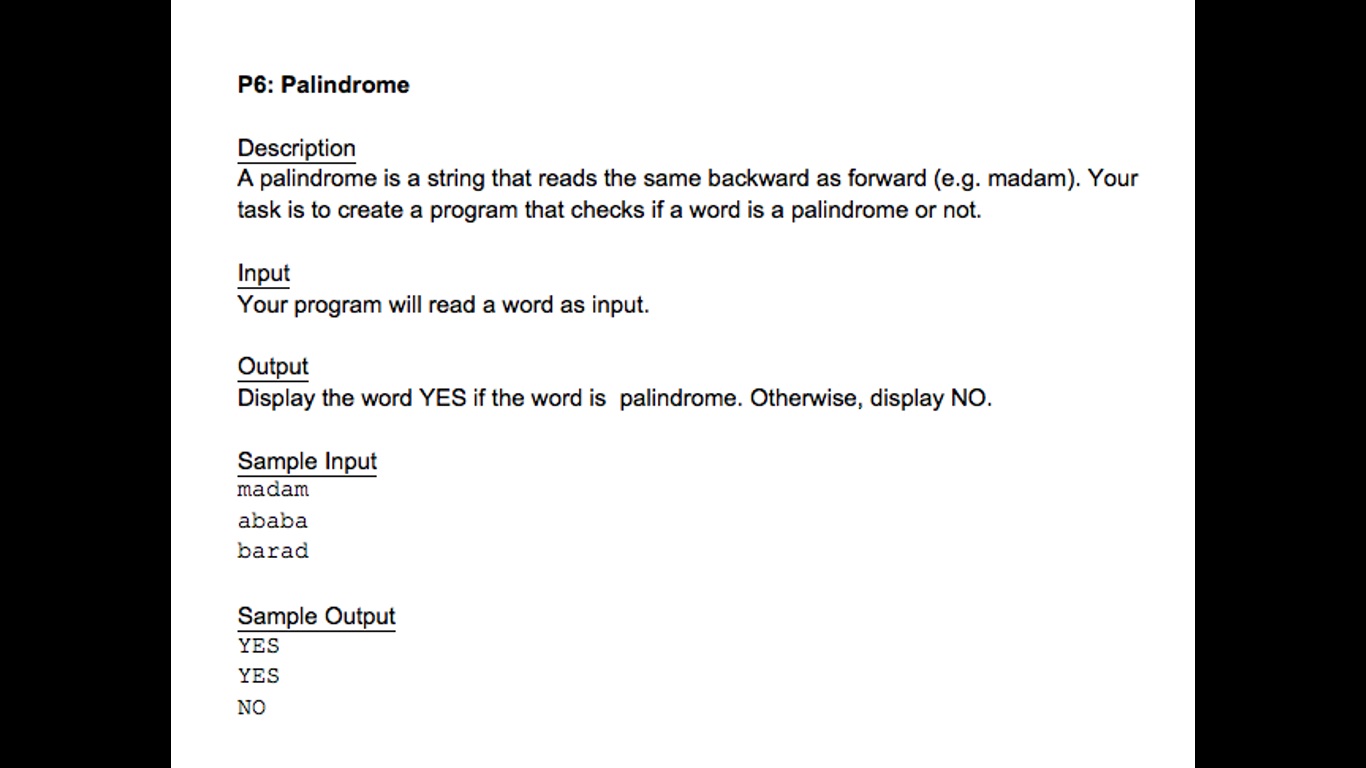 P6: Palindrome
Description
A palindrome is a string that reads the same backward as forward (e.g. madam). Your
task is to create a program that checks if a word is a palindrome or not.
Input
Your program will read a word as input.
Output
Display the word YES if the word is  palindrome. Otherwise, display NO.
Sample Input
madam
ababa
barad
Sample Output
YES
YES
NO